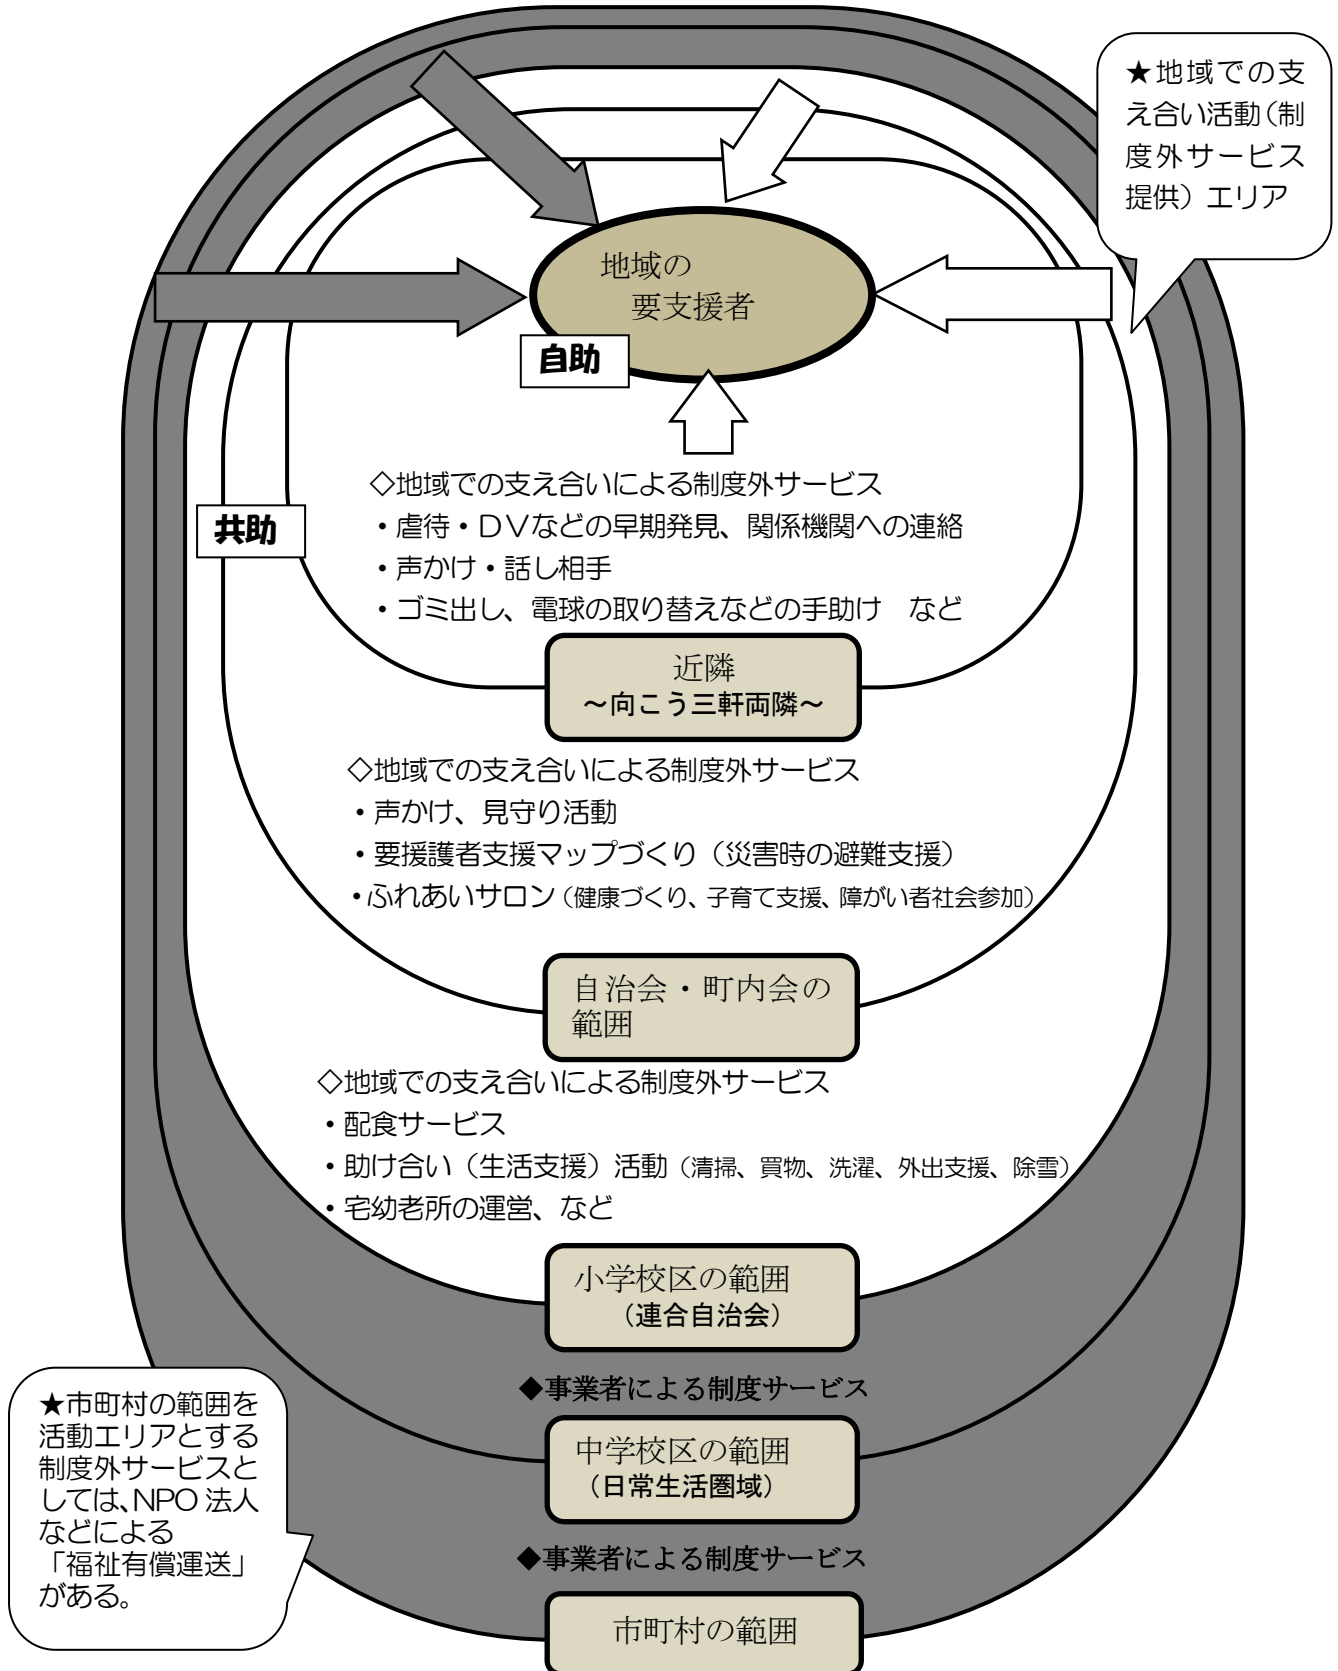 ★地域での支
え合い活動（制
度外サービス
提供）エリア
地域の
要支援者
自助
◇地域での支え合いによる制度外サービス
・虐待・ＤＶなどの早期発見、関係機関への連絡
共助
・声かけ・話し相手
・ゴミ出し、電球の取り替えなどの手助け　など
近隣
～向こう三軒両隣～
◇地域での支え合いによる制度外サービス
・声かけ、見守り活動
・要援護者支援マップづくり（災害時の避難支援）
・ふれあいサロン（健康づくり、子育て支援、障がい者社会参加）
自治会・町内会の
範囲
◇地域での支え合いによる制度外サービス
・配食サービス
・助け合い（生活支援）活動（清掃、買物、洗濯、外出支援、除雪）
・宅幼老所の運営、など
小学校区の範囲
（連合自治会）
◆事業者による制度サービス
中学校区の範囲
（日常生活圏域）
◆事業者による制度サービス
市町村の範囲
★市町村の範囲を
活動エリアとする
制度外サービスと
しては、NPO 法人
などによる
「福祉有償運送」
がある。